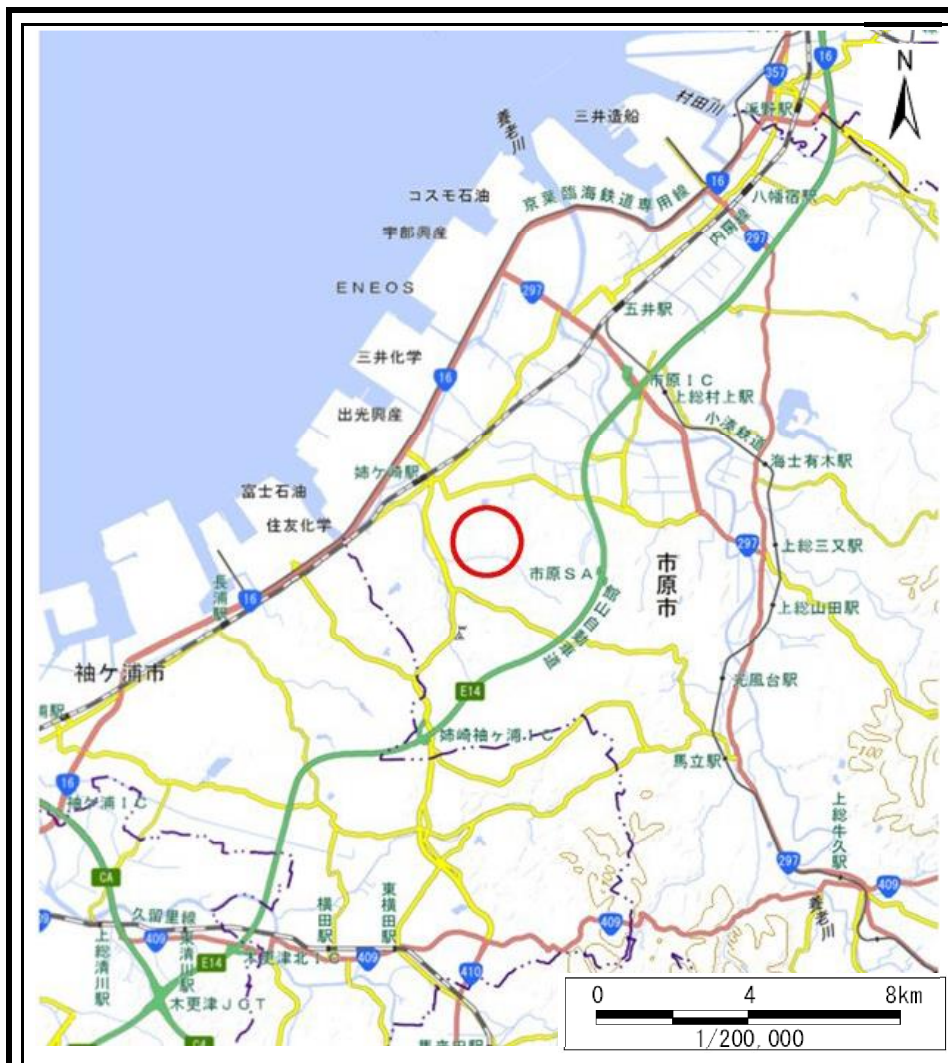 16
N
357
村田川
浜野駅
三井造船
養老川
16
八幡宿駅
コスモ石油
京葉臨海鉄道専用線
宇部興産
内房線
297
ENEOS
297
五井駅
三井化学
市原IC
16
上総村上駅
出光興産
小湊鉄道
海士有木駅
姉ケ崎駅
富士石油
住友化学
297
上総三又駅
市原SA
市原市
長浦駅
16
上総山田駅
館山自動車道
袖ケ浦市
光風台駅
E14
姉崎袖ヶ浦IC
馬立駅
100
16
袖ケ浦IC
上総牛久駅
297
CA
409
東横田駅
横田駅
養老川
久留里線
409
409
東清川駅
上総清川駅
E14
木更津北IC
409
410
木更津JCT
馬来田駅
C4
0 4 8km
1/200,000